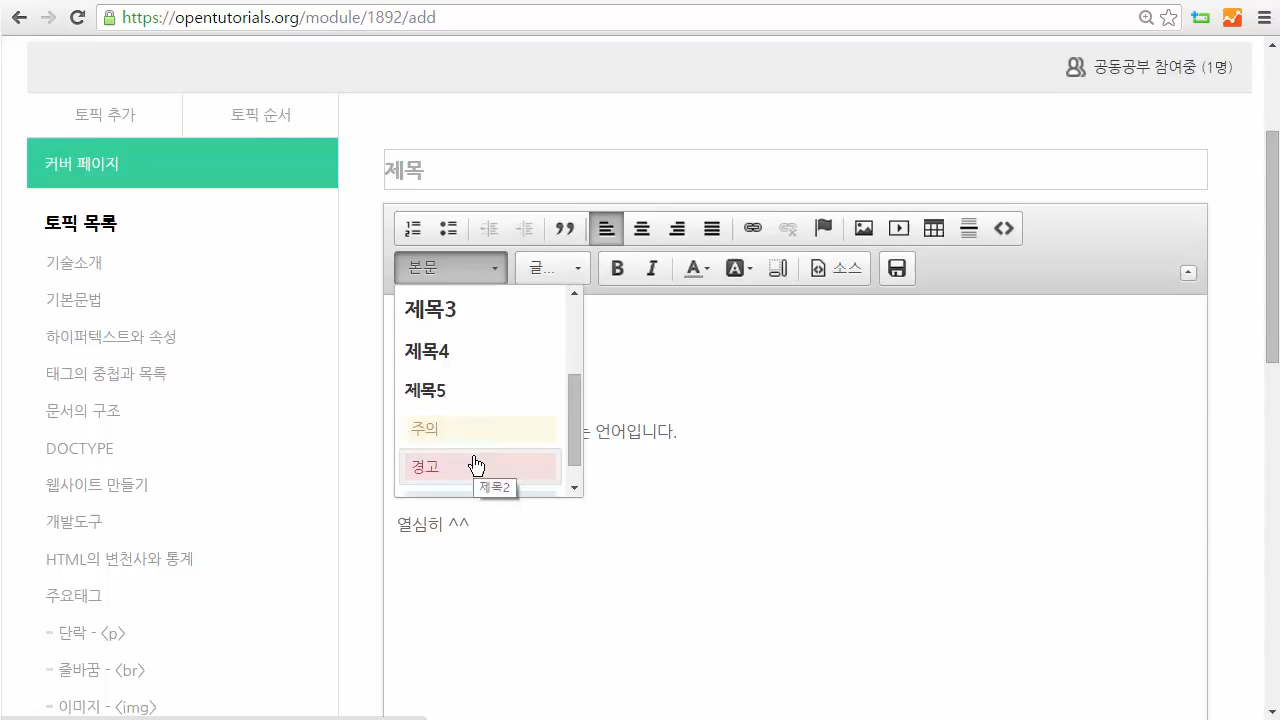 https://opentutorials.org/module/1892/add
공동공부 참여중 (1명)
토픽 추가
토픽 순서
커버 페이지
제목
토픽 목록
기술소개
기본문법
하이퍼텍스트와 속성
태그의 중첩과 목록
문서의 구조
DOCTYPE
웹사이트 만들기
개발도구
HTML의 변천사와 통계
주요태그
단락 - <p>
줄바꿈 - <br>
이미지 - <img>
본문
글...
B I A A 소스
제목3
제목4
제목5
주의
경고
제목2
는 언어입니다.
열심히 ^^